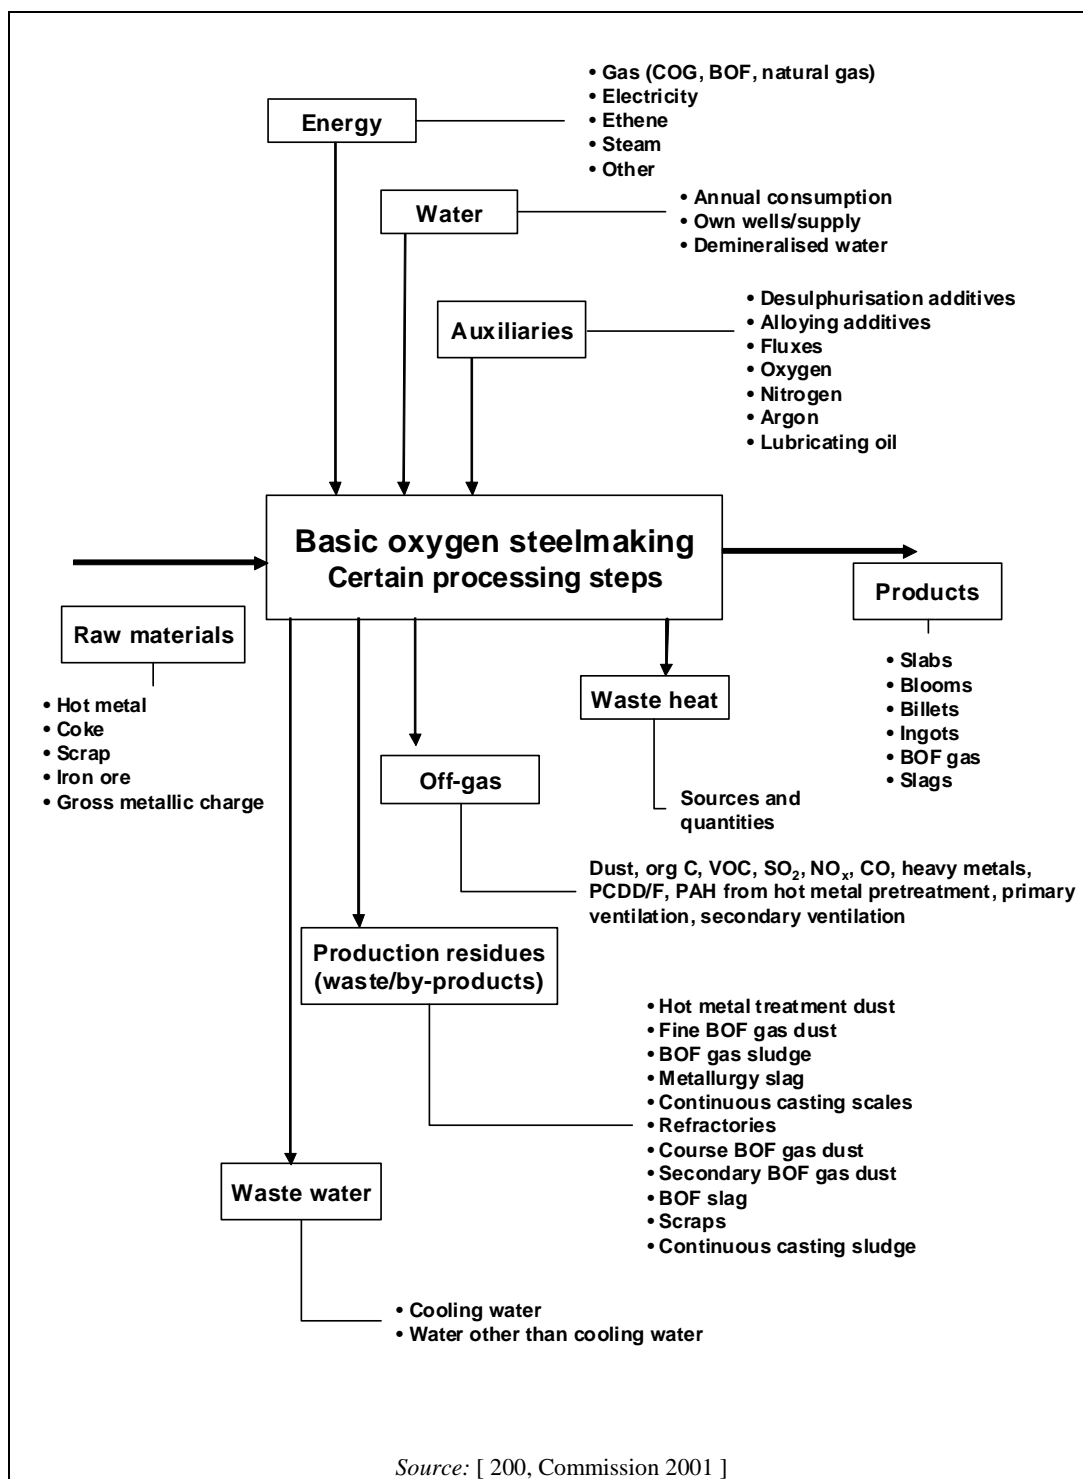 • Gas (COG, BOF, natural gas)
• Electricity
• Ethene
• Steam
• Other
Energy
Water
• Annual consumption
• Own wells/supply
• Demineralised water
Auxiliaries
• Desulphurisation additives
• Alloying additives
• Fluxes
• Oxygen
• Nitrogen
• Argon
• Lubricating oil
Basic oxygen steelmaking
Certain processing steps
Raw materials
• Hot metal
• Coke
• Scrap
• Iron ore
• Gross metallic charge
Products
• Slabs
• Blooms
• Billets
• Ingots
• BOF gas
• Slags
Waste heat
Sources and
quantities
Off-gas
Dust, org C, VOC, SO₂, NOₓ, CO, heavy metals,
PCDD/F, PAH from hot metal pretreatment, primary
ventilation, secondary ventilation
Production residues
(waste/by-products)
• Hot metal treatment dust
• Fine BOF gas dust
• BOF gas sludge
• Metallurgy slag
• Continuous casting scales
• Refractories
• Course BOF gas dust
• Secondary BOF gas dust
• BOF slag
• Scraps
• Continuous casting sludge
Waste water
• Cooling water
• Water other than cooling water
Source: [ 200, Commission 2001 ]